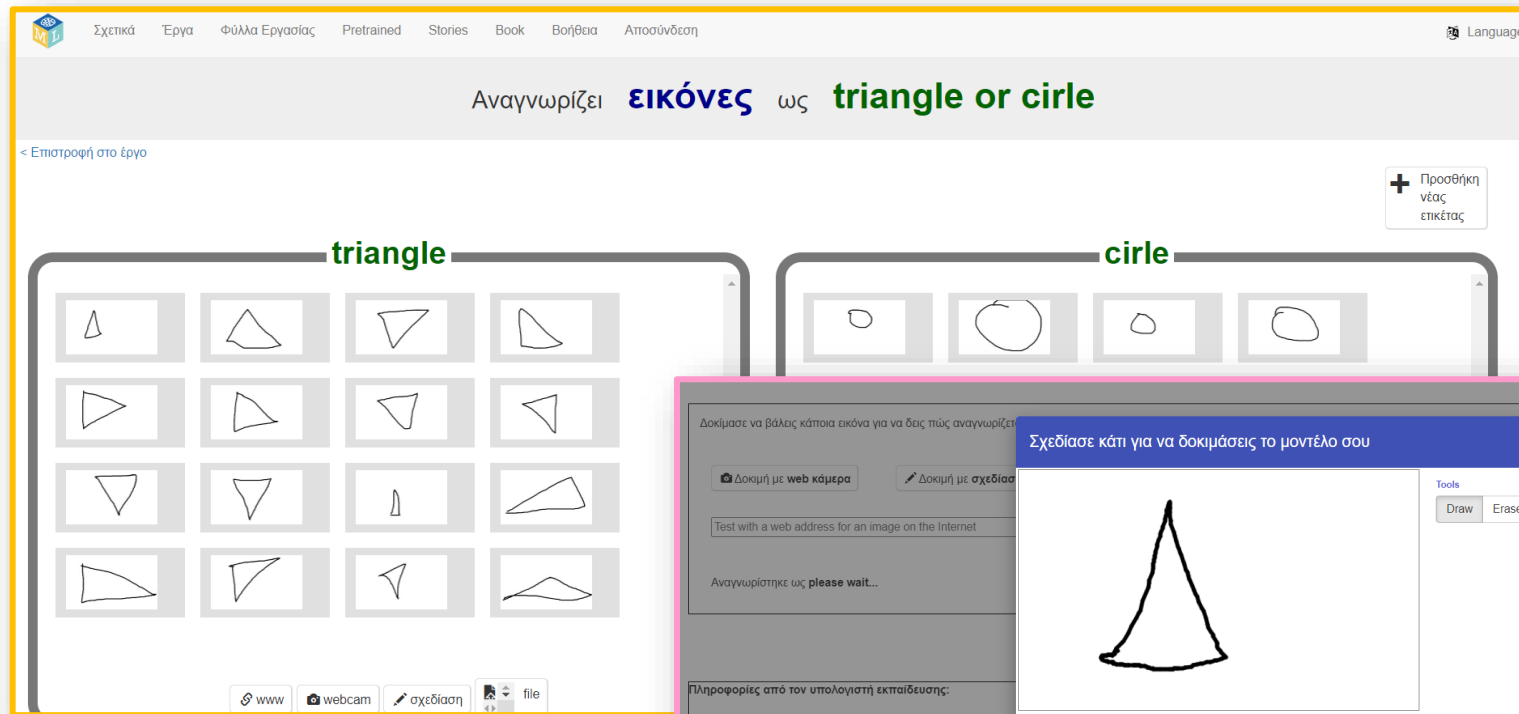 ML
Σχετικά Έργα Φύλλα Εργασίας Pretrained Stories Book Βοήθεια Αποσύνδεση
Language
Αναγνωρίζει εικόνες ως triangle or cirle
< Επιστροφή στο έργο
Προσθήκη
νέας
ετικέτας
triangle
cirle
www webcam σχεδίαση file
Δοκίμασε να βάλεις κάποια εικόνα για να δεις πώς αναγνωρίζετ
Δοκιμή με web κάμερα Δοκιμή με σχεδίασ
Test with a web address for an image on the Internet
Αναγνωρίστηκε ως please wait...
Πληροφορίες από τον υπολογιστή εκπαίδευσης:
Σχεδίασε κάτι για να δοκιμάσεις το μοντέλο σου
Tools
Draw Erase